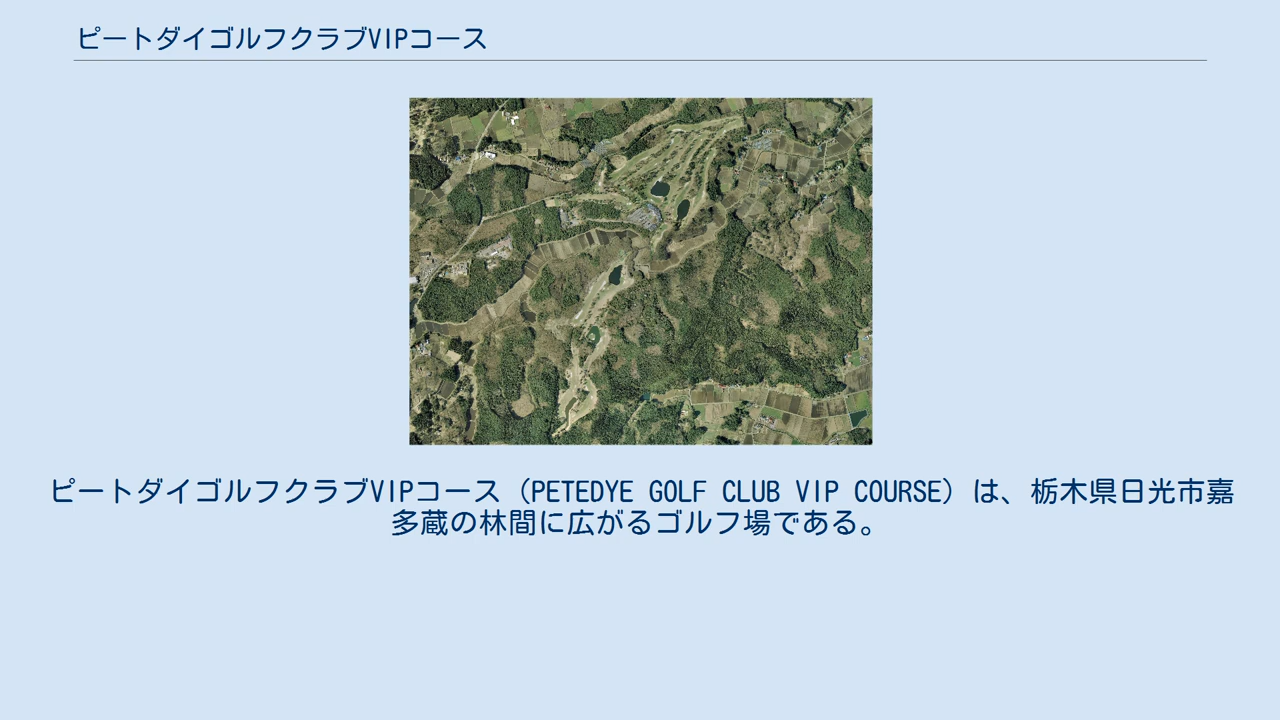 ピートダイゴルフクラブVIPコース
ピートダイゴルフクラブVIPコース（PETEDYE GOLF CLUB VIP COURSE）は、栃木県日光市嘉
多蔵の林間に広がるゴルフ場である。